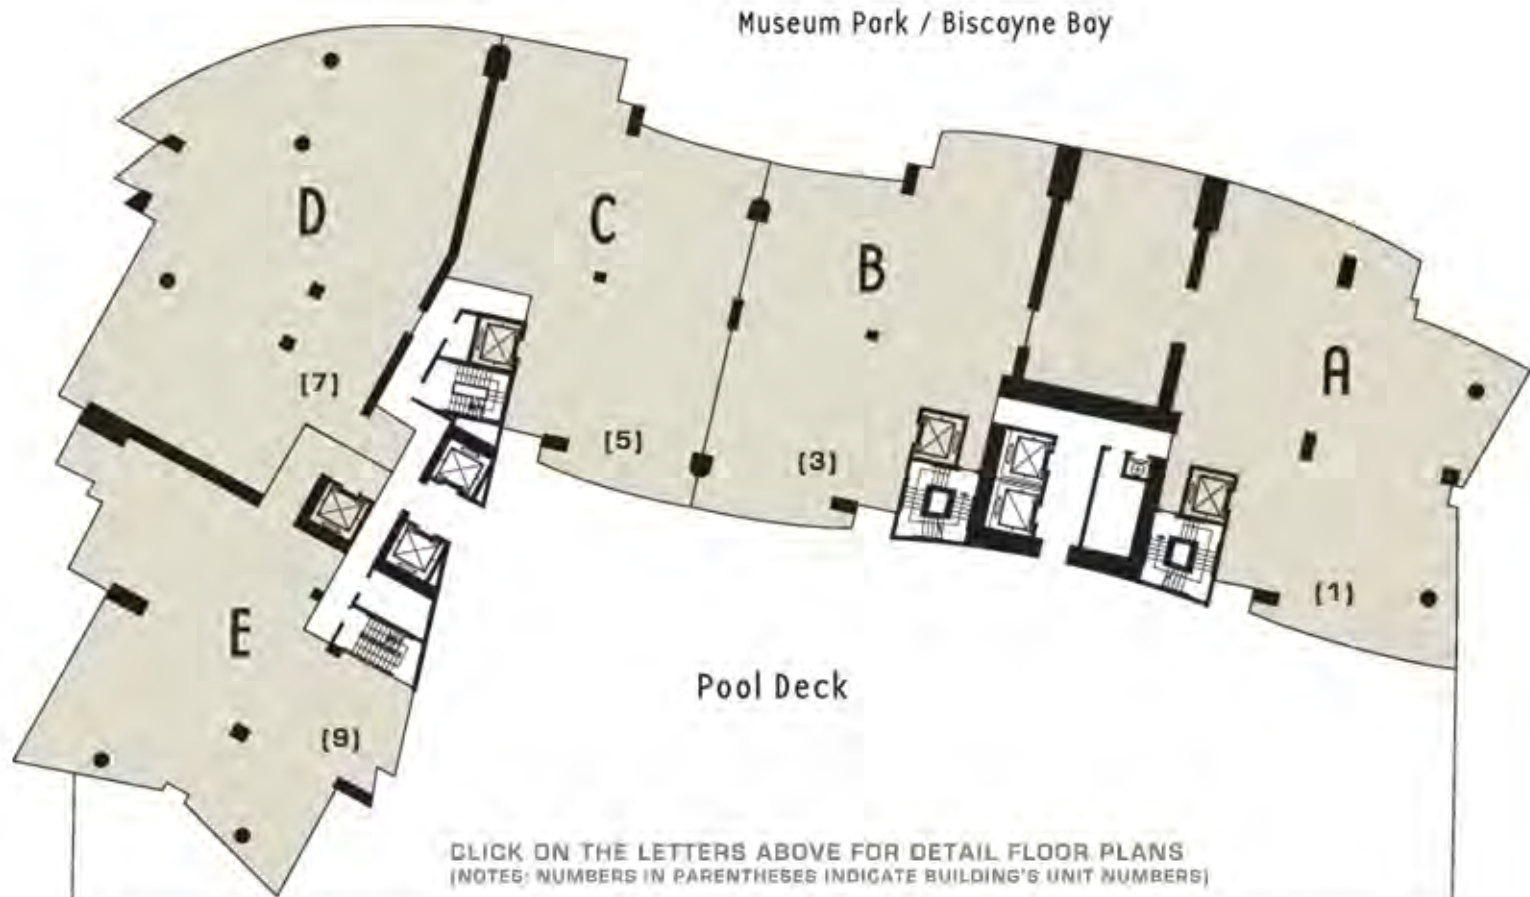 Museum Park / Biscayne Bay
D
C
B
A
[7]
[5]
[3]
[1]
E
[9]
Pool Deck
CLICK ON THE LETTERS ABOVE FOR DETAIL FLOOR PLANS
(NOTES: NUMBERS IN PARENTHESES INDICATE BUILDING'S UNIT NUMBERS)